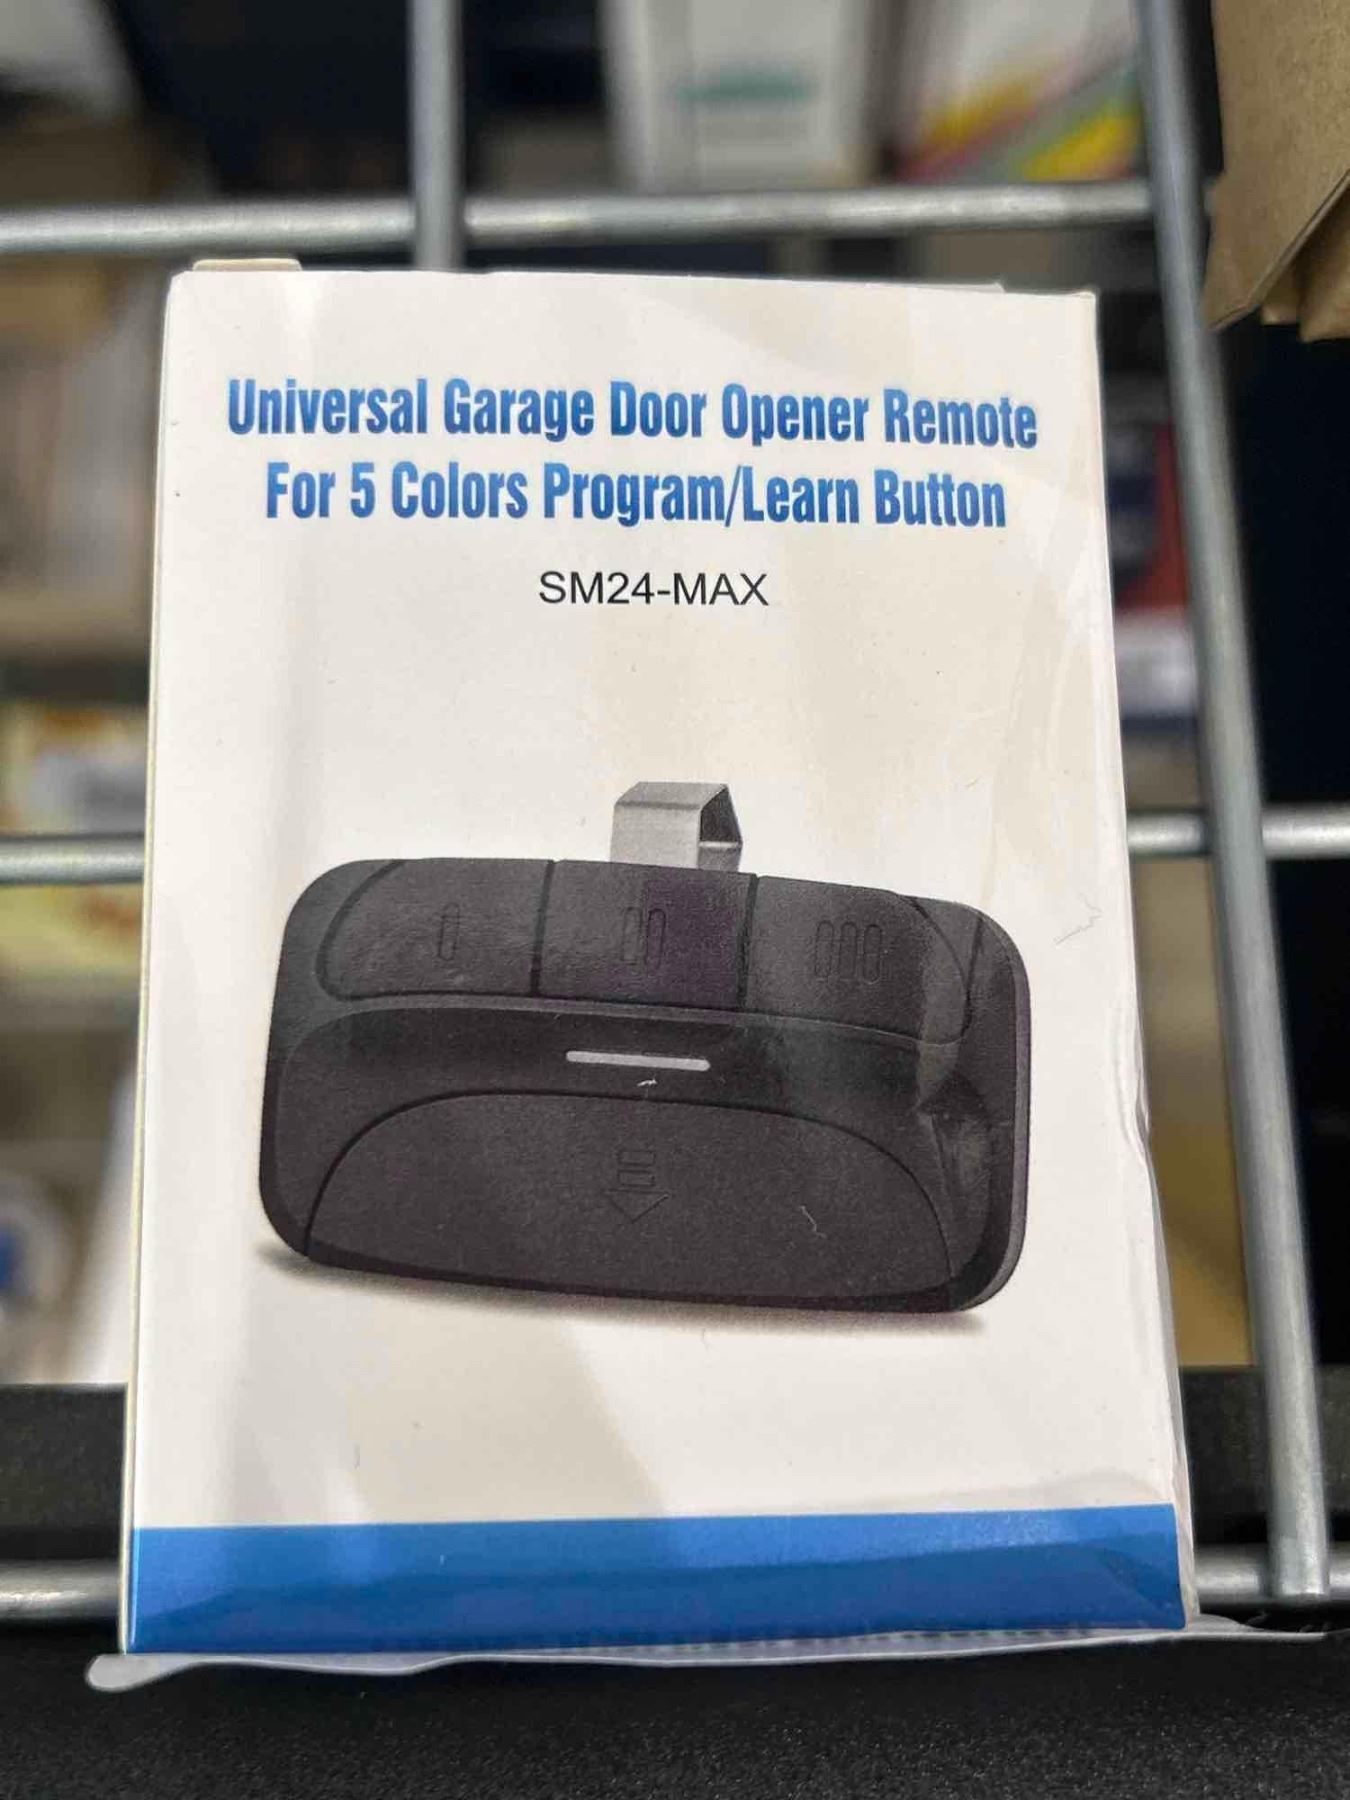 Universal Garage Door Opener Remote
For 5 Colors Program/Learn Button
SM24-MAX